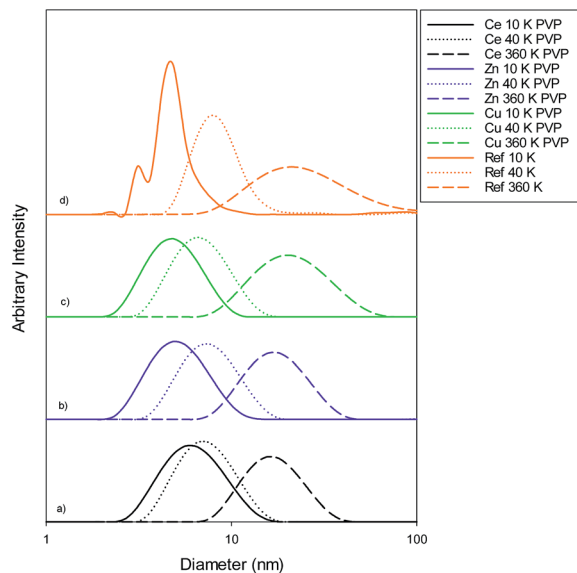 Ce 10 K PVP
Ce 40 K PVP
Ce 360 K PVP
Zn 10 K PVP
Zn 40 K PVP
Zn 360 K PVP
Cu 10 K PVP
Cu 40 K PVP
Cu 360 K PVP
Ref 10 K
Ref 40 K
Ref 360 K
Arbitrary Intensity
d)
c)
b)
a)
1
10
100
Diameter (nm)